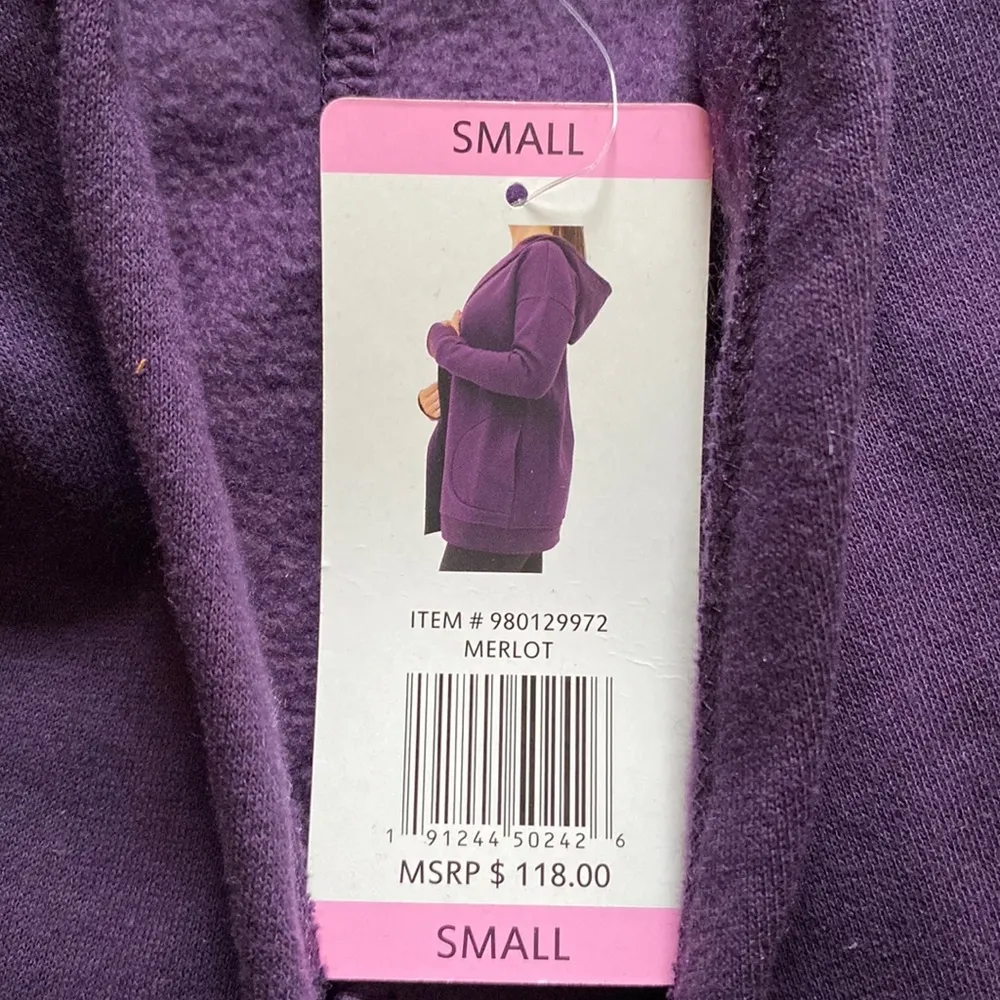 SMALL
ITEM # 980129972
MERLOT
1 91244 50242 6
MSRP $ 118.00
SMALL